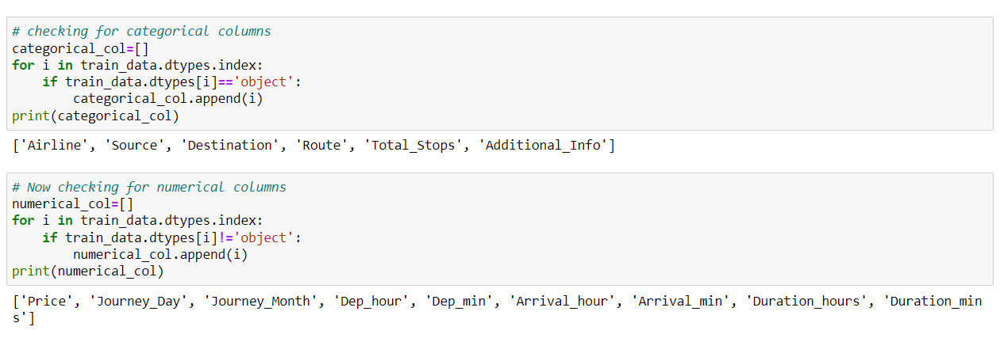 # checking for categorical columns
categorical_col=[]
for i in train_data.dtypes.index:
    if train_data.dtypes[i]=='object':
        categorical_col.append(i)
print(categorical_col)
['Airline', 'Source', 'Destination', 'Route', 'Total_Stops', 'Additional_Info']
# Now checking for numerical columns
numerical_col=[]
for i in train_data.dtypes.index:
    if train_data.dtypes[i]!='object':
        numerical_col.append(i)
print(numerical_col)
['Price', 'Journey_Day', 'Journey_Month', 'Dep_hour', 'Dep_min', 'Arrival_hour', 'Arrival_min', 'Duration_hours', 'Duration_min
s']